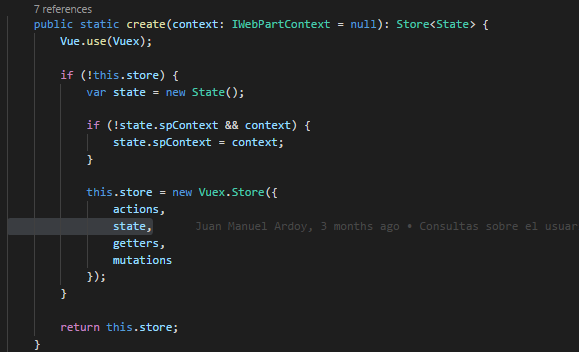 7 references
public static create(context: IWebPartContext = null): Store<State> {
Vue.use(Vuex);
if (!this.store) {
var state = new State();
if (!state.spContext && context) {
state.spContext = context;
}
this.store = new Vuex.Store({
actions,
state, Juan Manuel Ardoy, 3 months ago • Consultas sobre el usuar
getters,
mutations
});
}
return this.store;
}